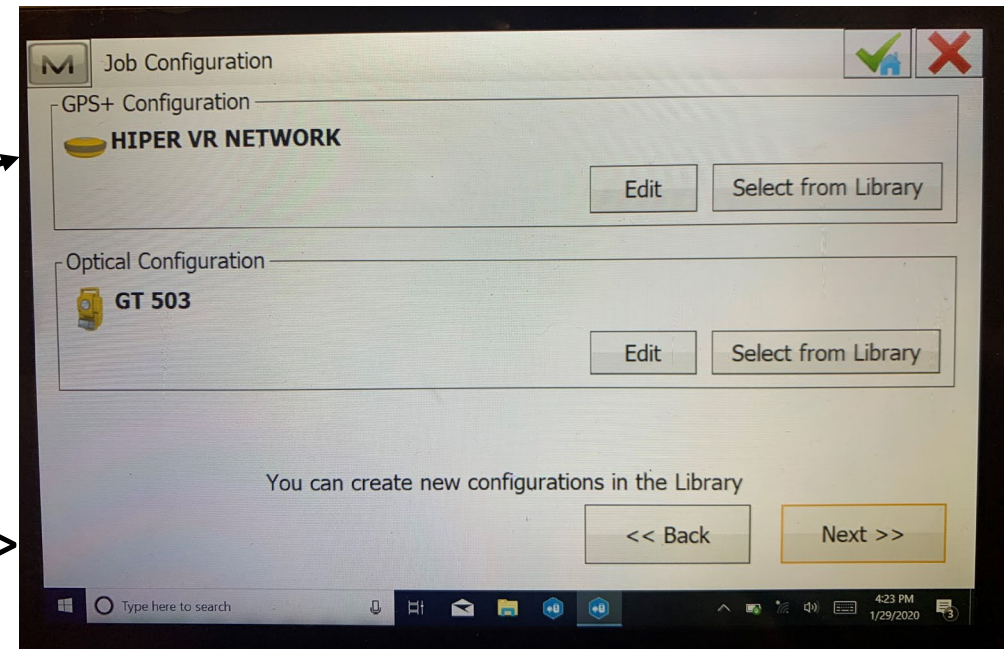 M Job Configuration
GPS+ Configuration
HIPER VR NETWORK
Edit Select from Library
Optical Configuration
GT 503
Edit Select from Library
You can create new configurations in the Library
<< Back Next >>
>
Type here to search
4:23 PM
1/29/2020
3